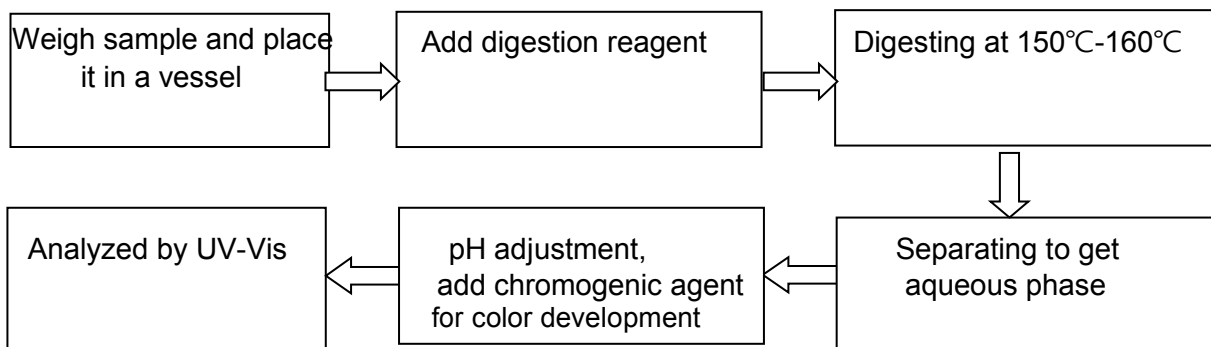 Weigh sample and place
it in a vessel
Add digestion reagent
Digesting at 150℃-160℃
Separating to get
aqueous phase
pH adjustment,
add chromogenic agent
for color development
Analyzed by UV-Vis